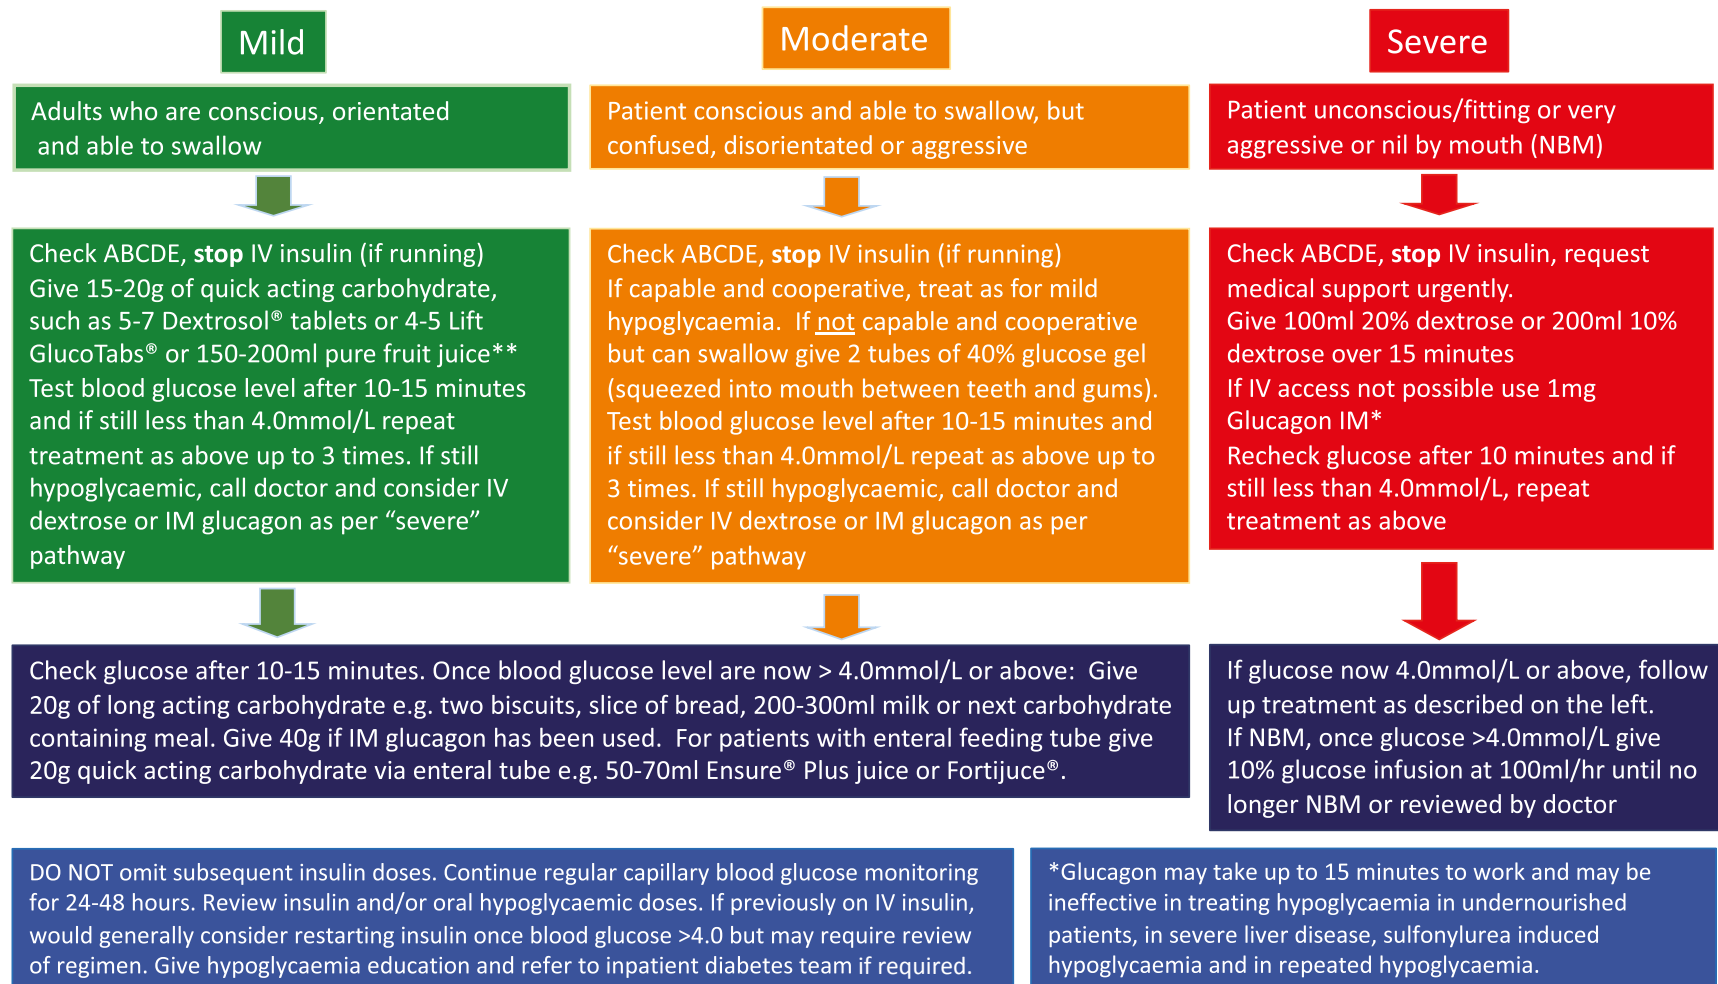 Mild
Adults who are conscious, orientated
and able to swallow
Check ABCDE, stop IV insulin (if running)
Give 15-20g of quick acting carbohydrate,
such as 5-7 Dextrosol® tablets or 4-5 Lift
GlucoTabs® or 150-200ml pure fruit juice**
Test blood glucose level after 10-15 minutes
and if still less than 4.0mmol/L repeat
treatment as above up to 3 times. If still
hypoglycaemic, call doctor and consider IV
dextrose or IM glucagon as per “severe”
pathway
Moderate
Patient conscious and able to swallow, but
confused, disorientated or aggressive
Check ABCDE, stop IV insulin (if running)
If capable and cooperative, treat as for mild
hypoglycaemia.  If not capable and cooperative
but can swallow give 2 tubes of 40% glucose gel
(squeezed into mouth between teeth and gums).
Test blood glucose level after 10-15 minutes and
if still less than 4.0mmol/L repeat as above up to
3 times. If still hypoglycaemic, call doctor and
consider IV dextrose or IM glucagon as per
“severe” pathway
Severe
Patient unconscious/fitting or very
aggressive or nil by mouth (NBM)
Check ABCDE, stop IV insulin, request
medical support urgently.
Give 100ml 20% dextrose or 200ml 10%
dextrose over 15 minutes
If IV access not possible use 1mg
Glucagon IM*
Recheck glucose after 10 minutes and if
still less than 4.0mmol/L, repeat
treatment as above
Check glucose after 10-15 minutes. Once blood glucose level are now > 4.0mmol/L or above:  Give
20g of long acting carbohydrate e.g. two biscuits, slice of bread, 200-300ml milk or next carbohydrate
containing meal. Give 40g if IM glucagon has been used.  For patients with enteral feeding tube give
20g quick acting carbohydrate via enteral tube e.g. 50-70ml Ensure® Plus juice or Fortijuce®.
If glucose now 4.0mmol/L or above, follow
up treatment as described on the left.
If NBM, once glucose >4.0mmol/L give
10% glucose infusion at 100ml/hr until no
longer NBM or reviewed by doctor
DO NOT omit subsequent insulin doses. Continue regular capillary blood glucose monitoring
for 24-48 hours. Review insulin and/or oral hypoglycaemic doses. If previously on IV insulin,
would generally consider restarting insulin once blood glucose >4.0 but may require review
of regimen. Give hypoglycaemia education and refer to inpatient diabetes team if required.
*Glucagon may take up to 15 minutes to work and may be
ineffective in treating hypoglycaemia in undernourished
patients, in severe liver disease, sulfonylurea induced
hypoglycaemia and in repeated hypoglycaemia.